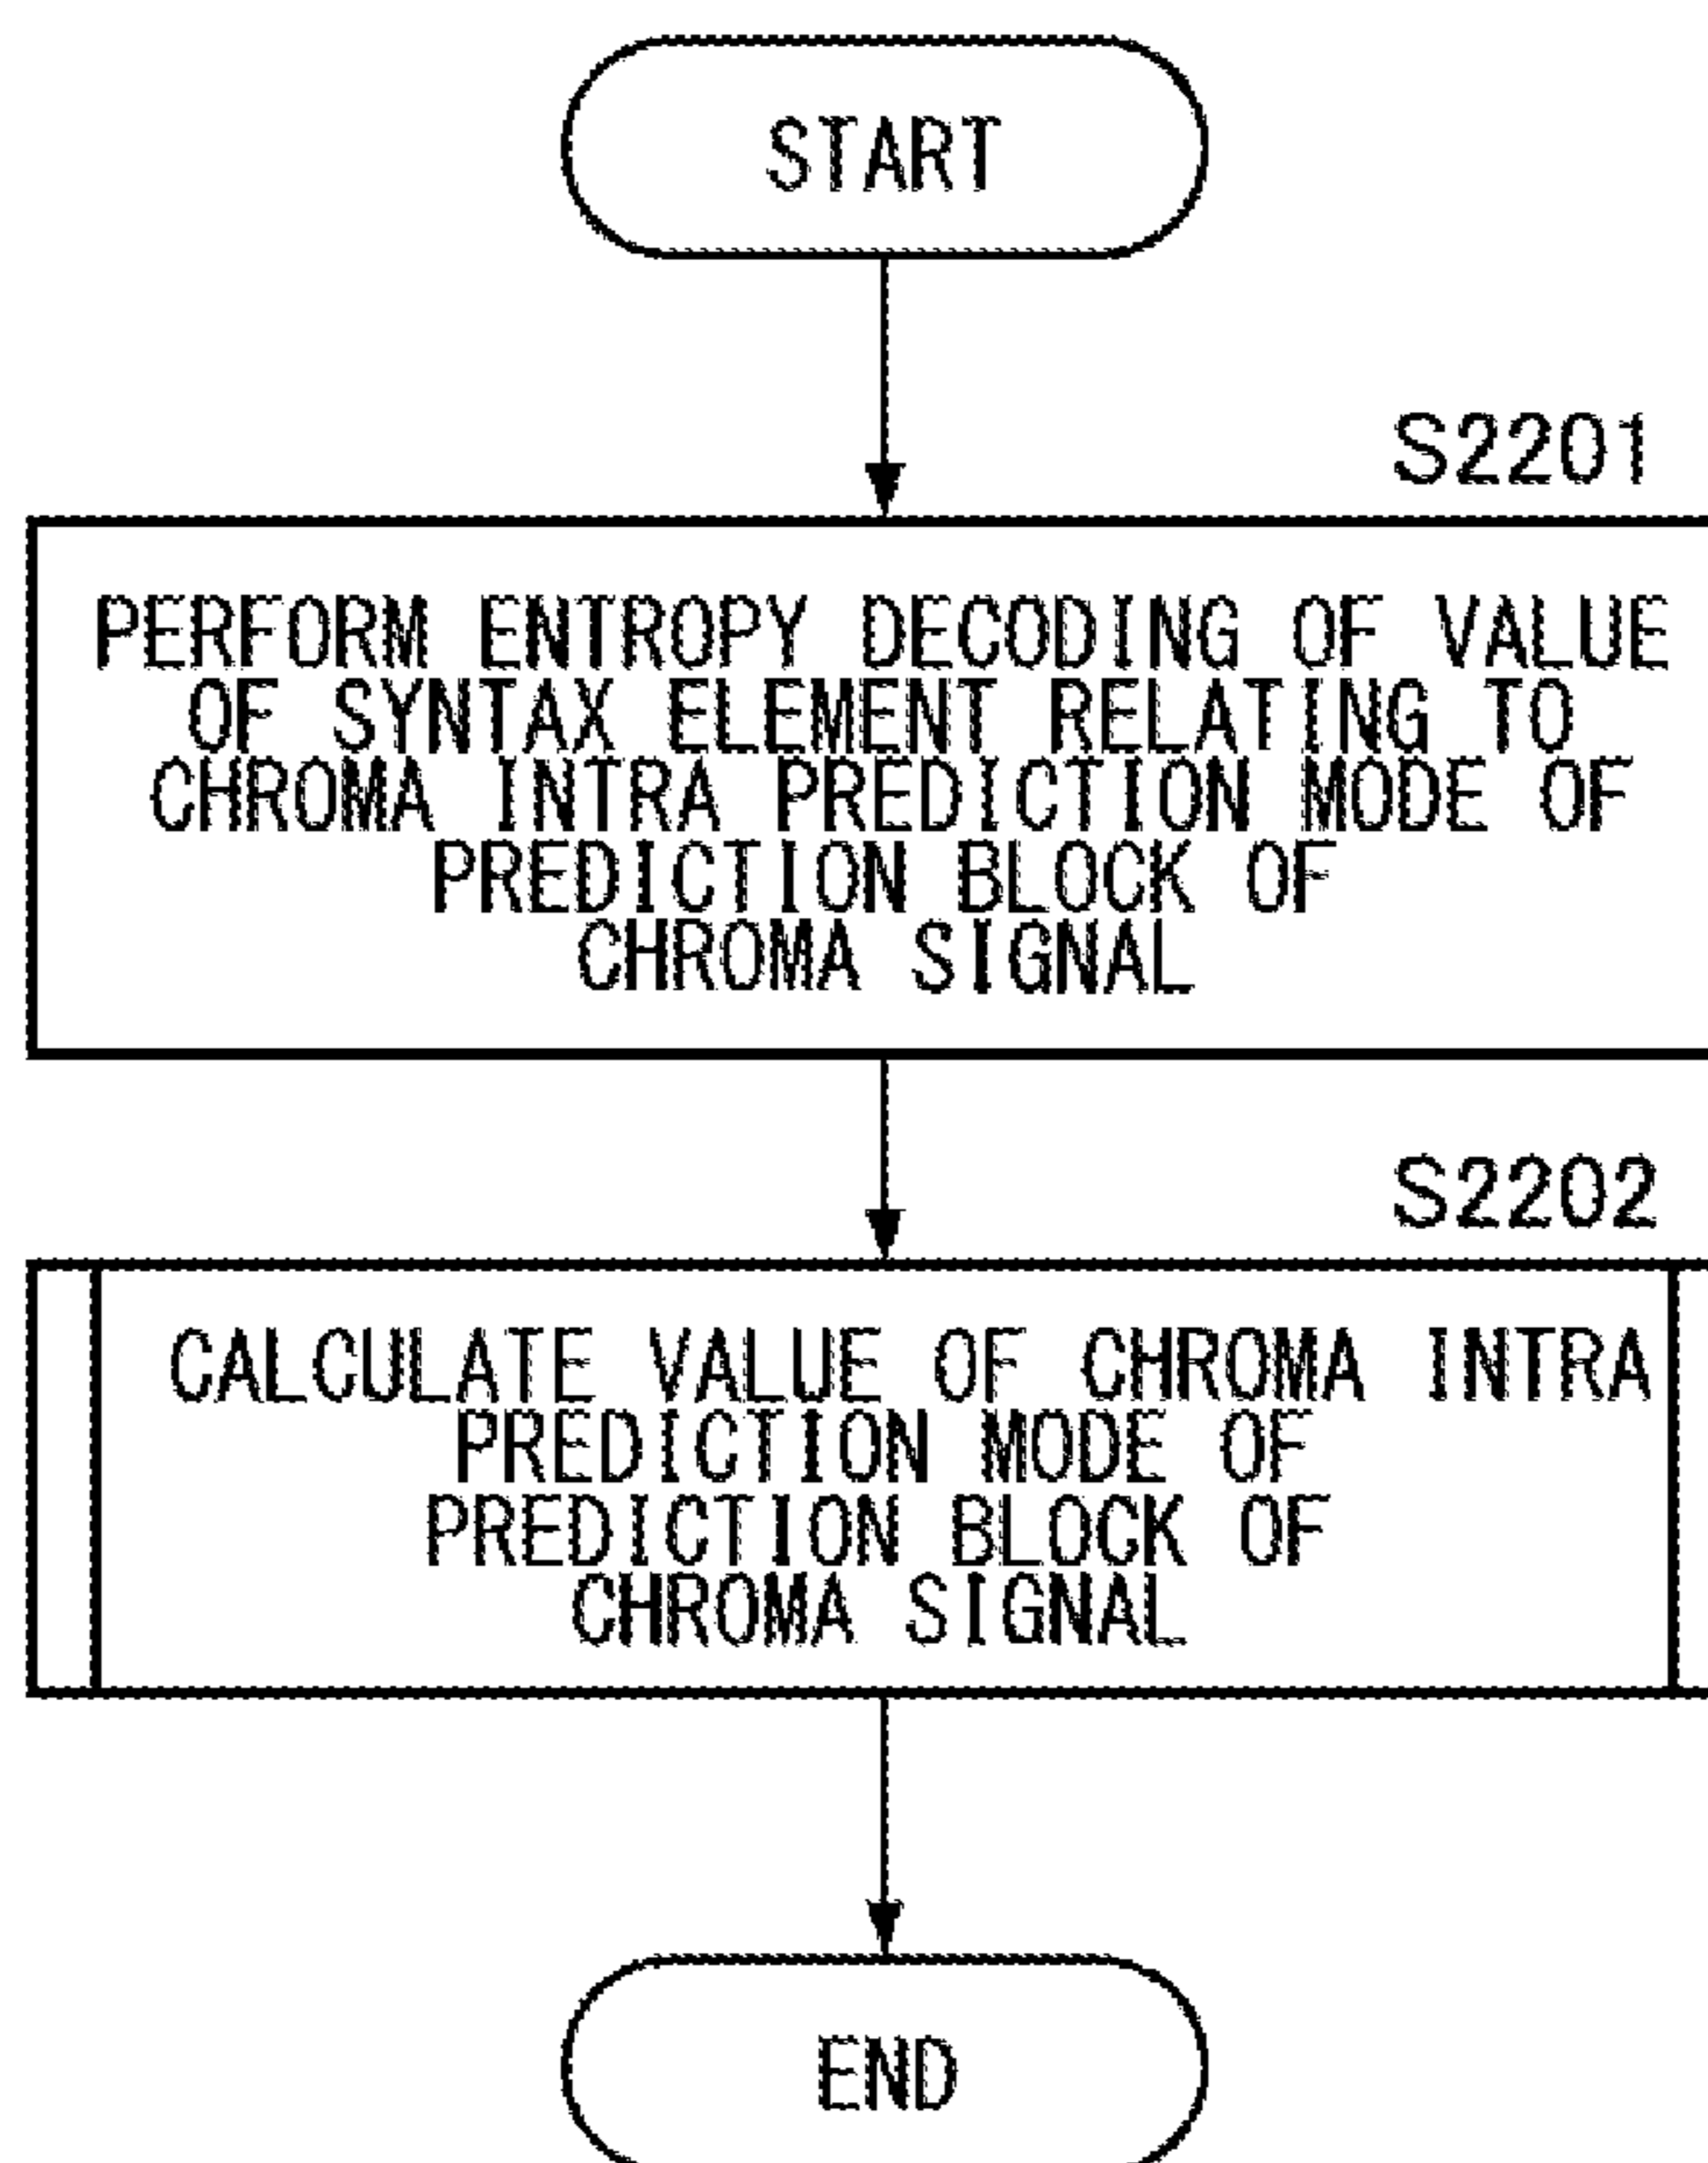 START
S2201
PERFORM ENTROPY DECODING OF VALUE
OF SYNTAX ELEMENT RELATING TO
CHROMA INTRA PREDICTION MODE OF
PREDICTION BLOCK OF
CHROMA SIGNAL
S2202
CALCULATE VALUE OF CHROMA INTRA
PREDICTION MODE OF
PREDICTION BLOCK OF
CHROMA SIGNAL
END